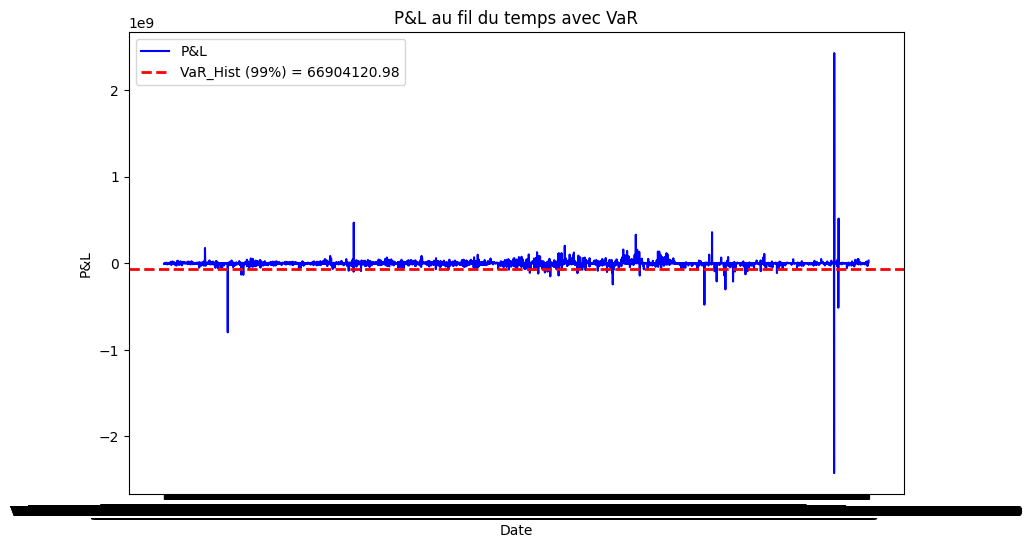 P&L au fil du temps avec VaR
1e9
P&L
VaR_Hist (99%) = 66904120.98
2
1
0
−1
−2
P&L
Date